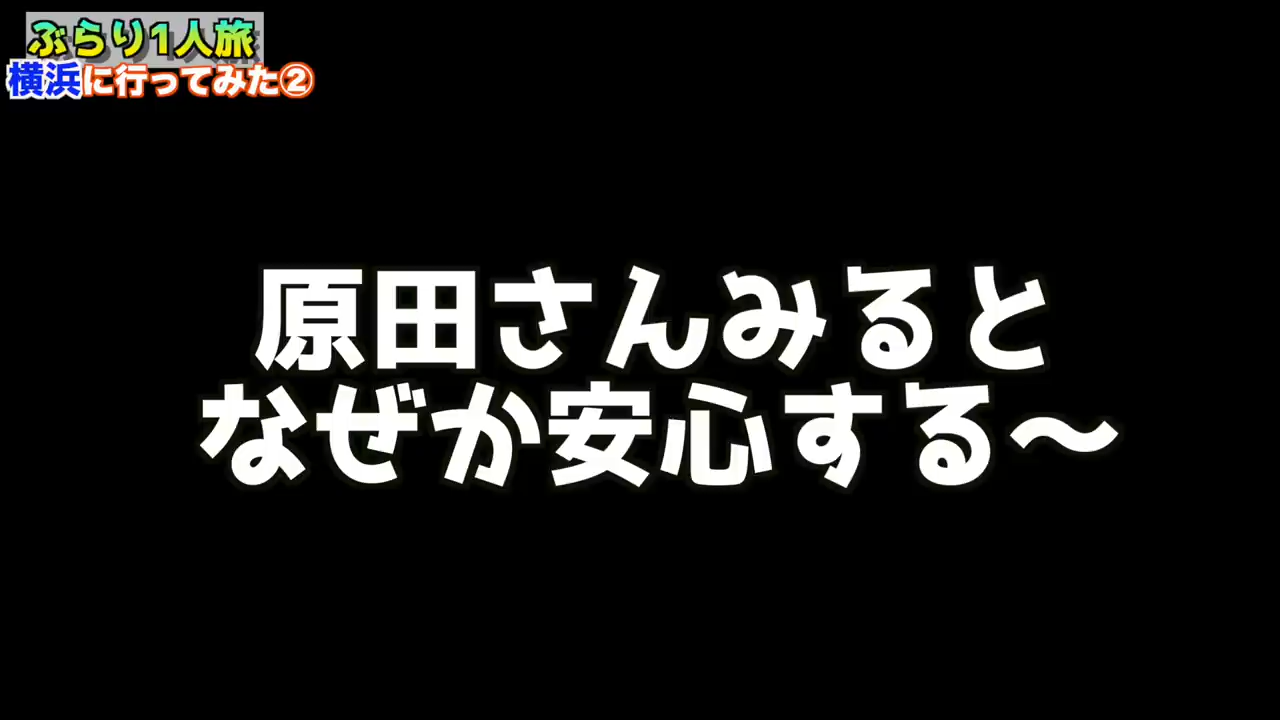 ぶらり1人旅
横浜に行ってみた②
原田さんみると
なぜか安心する～